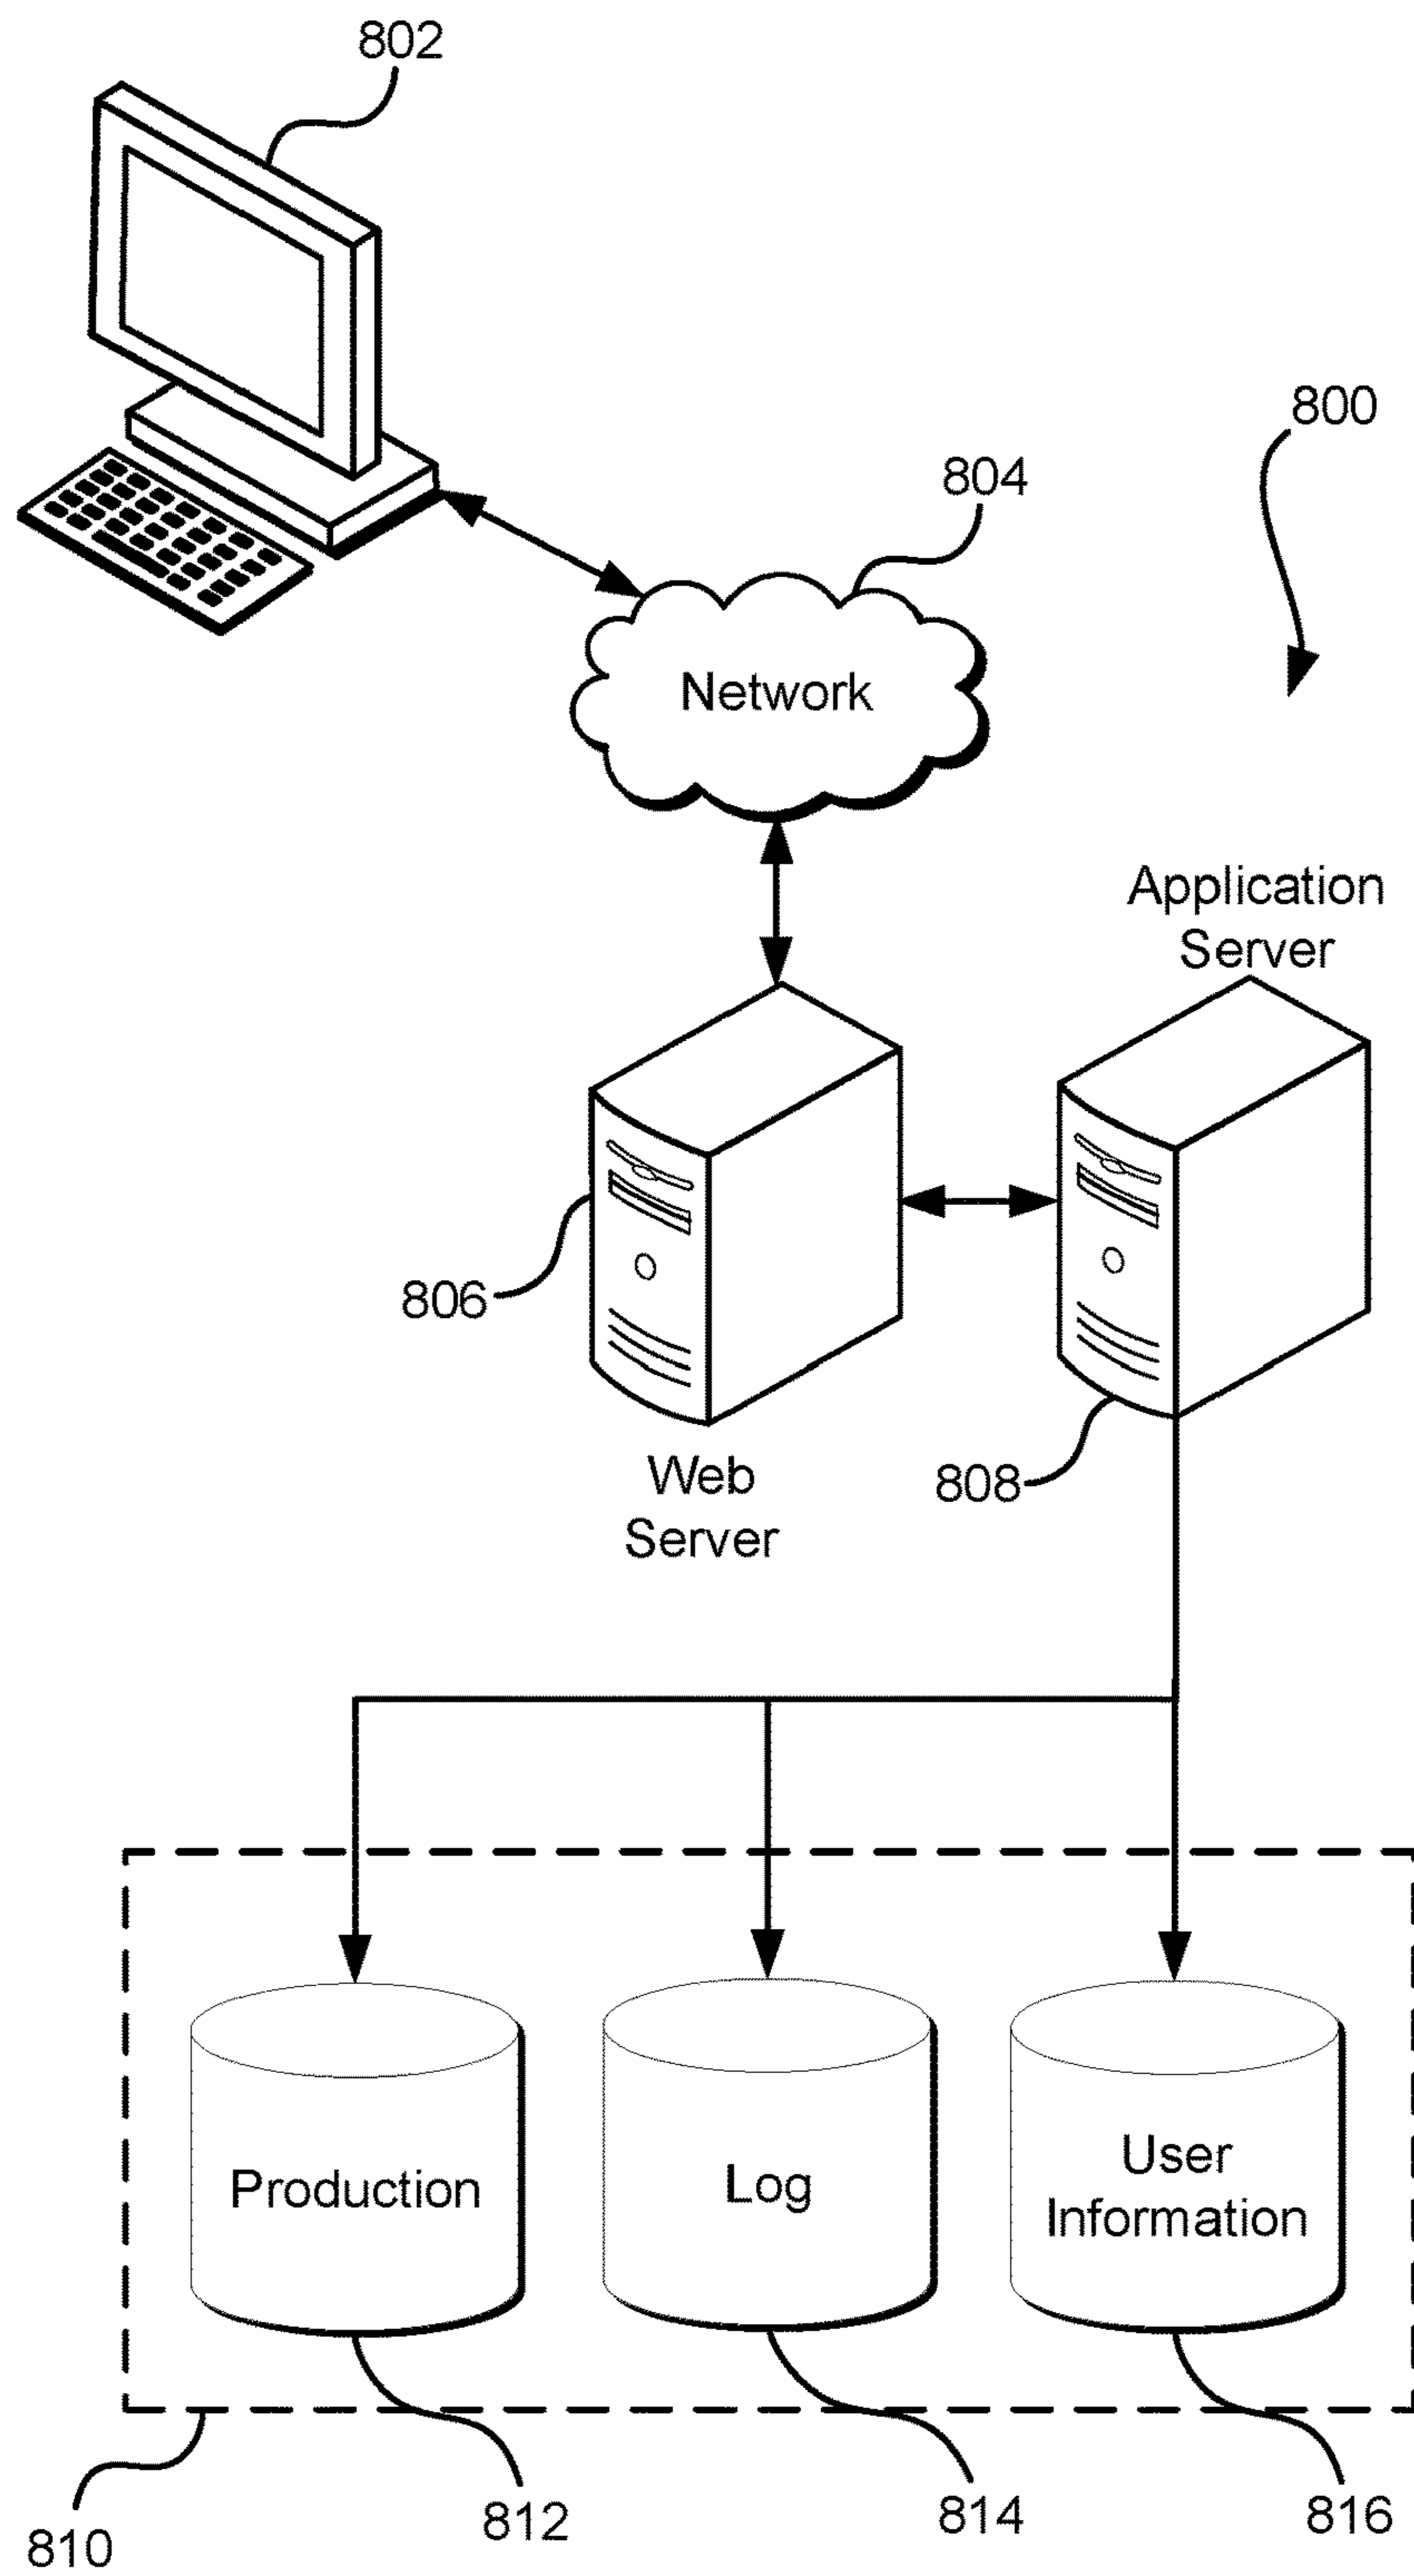 802
800
804
Network
Application
Server
806
Web
Server
808
Production
Log
User
Information
810
812
814
816